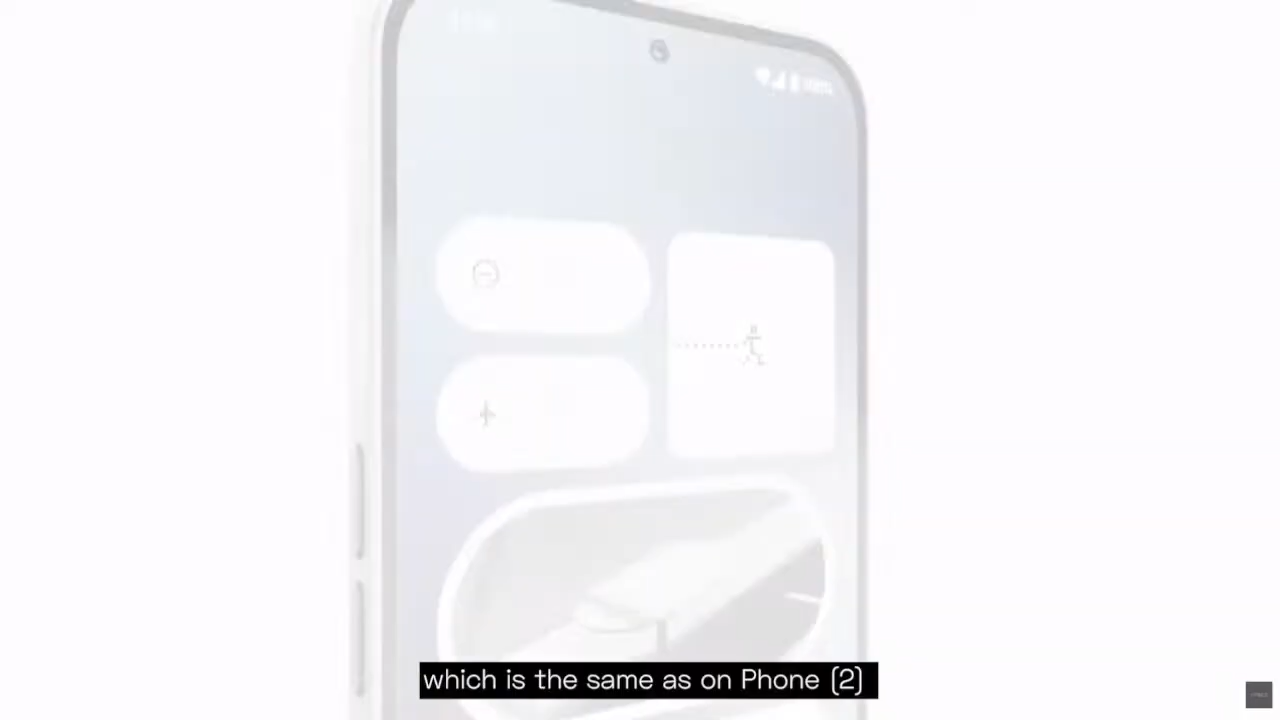 which is the same as on Phone (2)